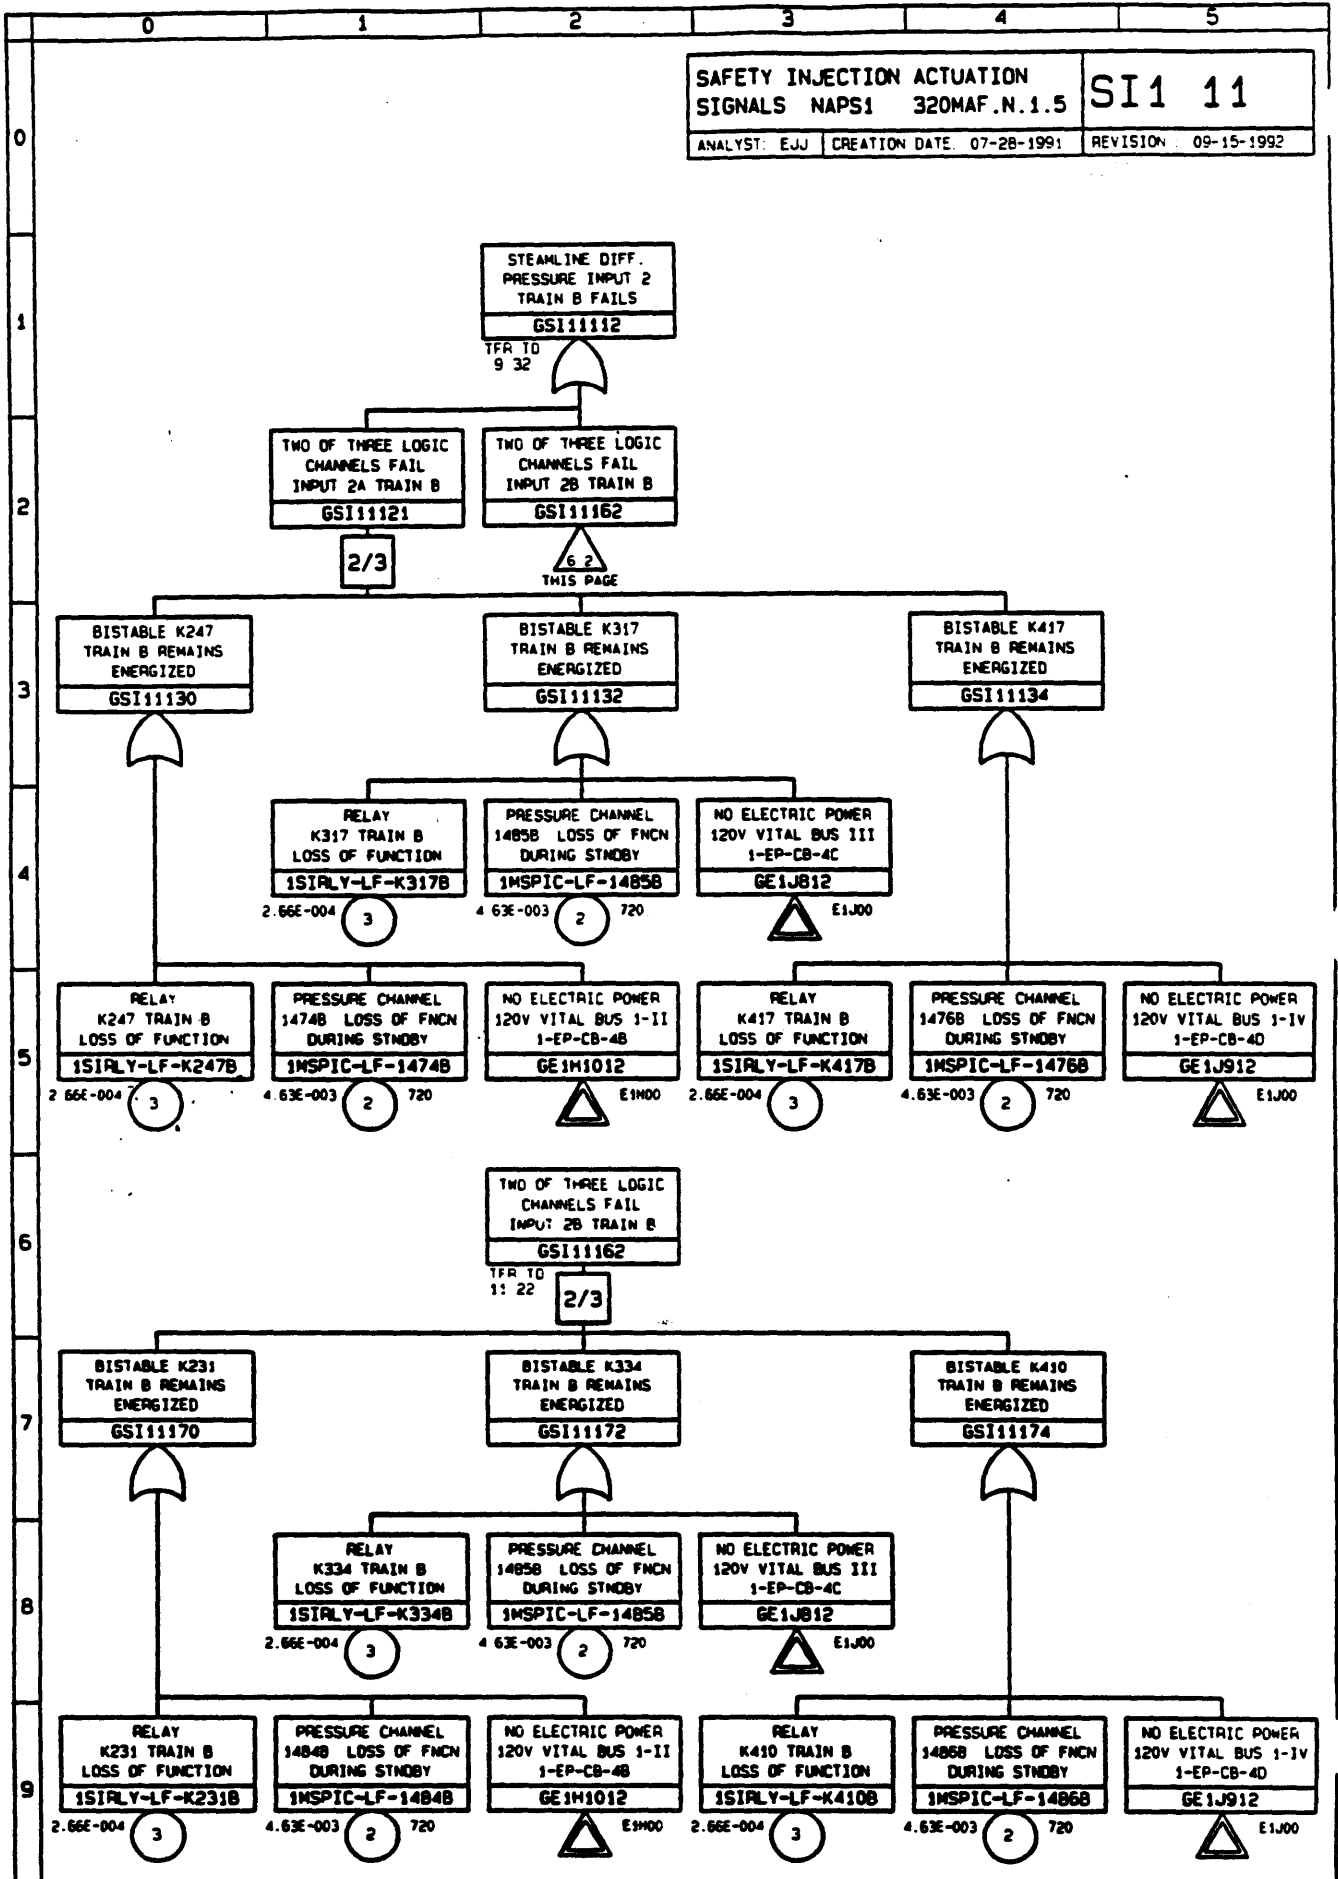 0 1 2 3 4 5
SAFETY INJECTION ACTUATION
SIGNALS NAPS1 320MAF.N.1.5
SI1 11
ANALYST: EJJ CREATION DATE: 07-28-1991 REVISION : 09-15-1992
0
STEAMLINE DIFF.
PRESSURE INPUT 2
TRAIN B FAILS
GSI11112
1
TFR TO
9 32
TWO OF THREE LOGIC
CHANNELS FAIL
INPUT 2A TRAIN B
GSI11121
2/3
TWO OF THREE LOGIC
CHANNELS FAIL
INPUT 2B TRAIN B
GSI11162
6 2
THIS PAGE
2
BISTABLE K247
TRAIN B REMAINS
ENERGIZED
GSI11130
BISTABLE K317
TRAIN B REMAINS
ENERGIZED
GSI11132
BISTABLE K417
TRAIN B REMAINS
ENERGIZED
GSI11134
3
RELAY
K317 TRAIN B
LOSS OF FUNCTION
1SIRLY-LF-K317B
2.66E-004 3
PRESSURE CHANNEL
1485B LOSS OF FNCN
DURING STNDBY
1MSPIC-LF-1485B
4 63E-003 2 720
NO ELECTRIC POWER
120V VITAL BUS III
1-EP-CB-4C
GE1J812
E1J00
4
RELAY
K247 TRAIN B
LOSS OF FUNCTION
1SIRLY-LF-K247B
2 66E-004 3
PRESSURE CHANNEL
1474B LOSS OF FNCN
DURING STNDBY
1MSPIC-LF-1474B
4.63E-003 2 720
NO ELECTRIC POWER
120V VITAL BUS 1-II
1-EP-CB-4B
GE1H1012
E1H00
RELAY
K417 TRAIN B
LOSS OF FUNCTION
1SIRLY-LF-K417B
2.66E-004 3
PRESSURE CHANNEL
1476B LOSS OF FNCN
DURING STNDBY
1MSPIC-LF-1476B
4.63E-003 2 720
NO ELECTRIC POWER
120V VITAL BUS 1-IV
1-EP-CB-4D
GE1J912
E1J00
5
TWO OF THREE LOGIC
CHANNELS FAIL
INPUT 2B TRAIN B
GSI11162
TFR TO
11 22
2/3
6
BISTABLE K231
TRAIN B REMAINS
ENERGIZED
GSI11170
BISTABLE K334
TRAIN B REMAINS
ENERGIZED
GSI11172
BISTABLE K410
TRAIN B REMAINS
ENERGIZED
GSI11174
7
RELAY
K334 TRAIN B
LOSS OF FUNCTION
1SIRLY-LF-K334B
2.66E-004 3
PRESSURE CHANNEL
1485B LOSS OF FNCN
DURING STNDBY
1MSPIC-LF-1485B
4 63E-003 2 720
NO ELECTRIC POWER
120V VITAL BUS III
1-EP-CB-4C
GE1J812
E1J00
8
RELAY
K231 TRAIN B
LOSS OF FUNCTION
1SIRLY-LF-K231B
2.66E-004 3
PRESSURE CHANNEL
1484B LOSS OF FNCN
DURING STNDBY
1MSPIC-LF-1484B
4.63E-003 2 720
NO ELECTRIC POWER
120V VITAL BUS 1-II
1-EP-CB-4B
GE1H1012
E1H00
RELAY
K410 TRAIN B
LOSS OF FUNCTION
1SIRLY-LF-K410B
2.66E-004 3
PRESSURE CHANNEL
1486B LOSS OF FNCN
DURING STNDBY
1MSPIC-LF-1486B
4.63E-003 2 720
NO ELECTRIC POWER
120V VITAL BUS 1-IV
1-EP-CB-4D
GE1J912
E1J00
9